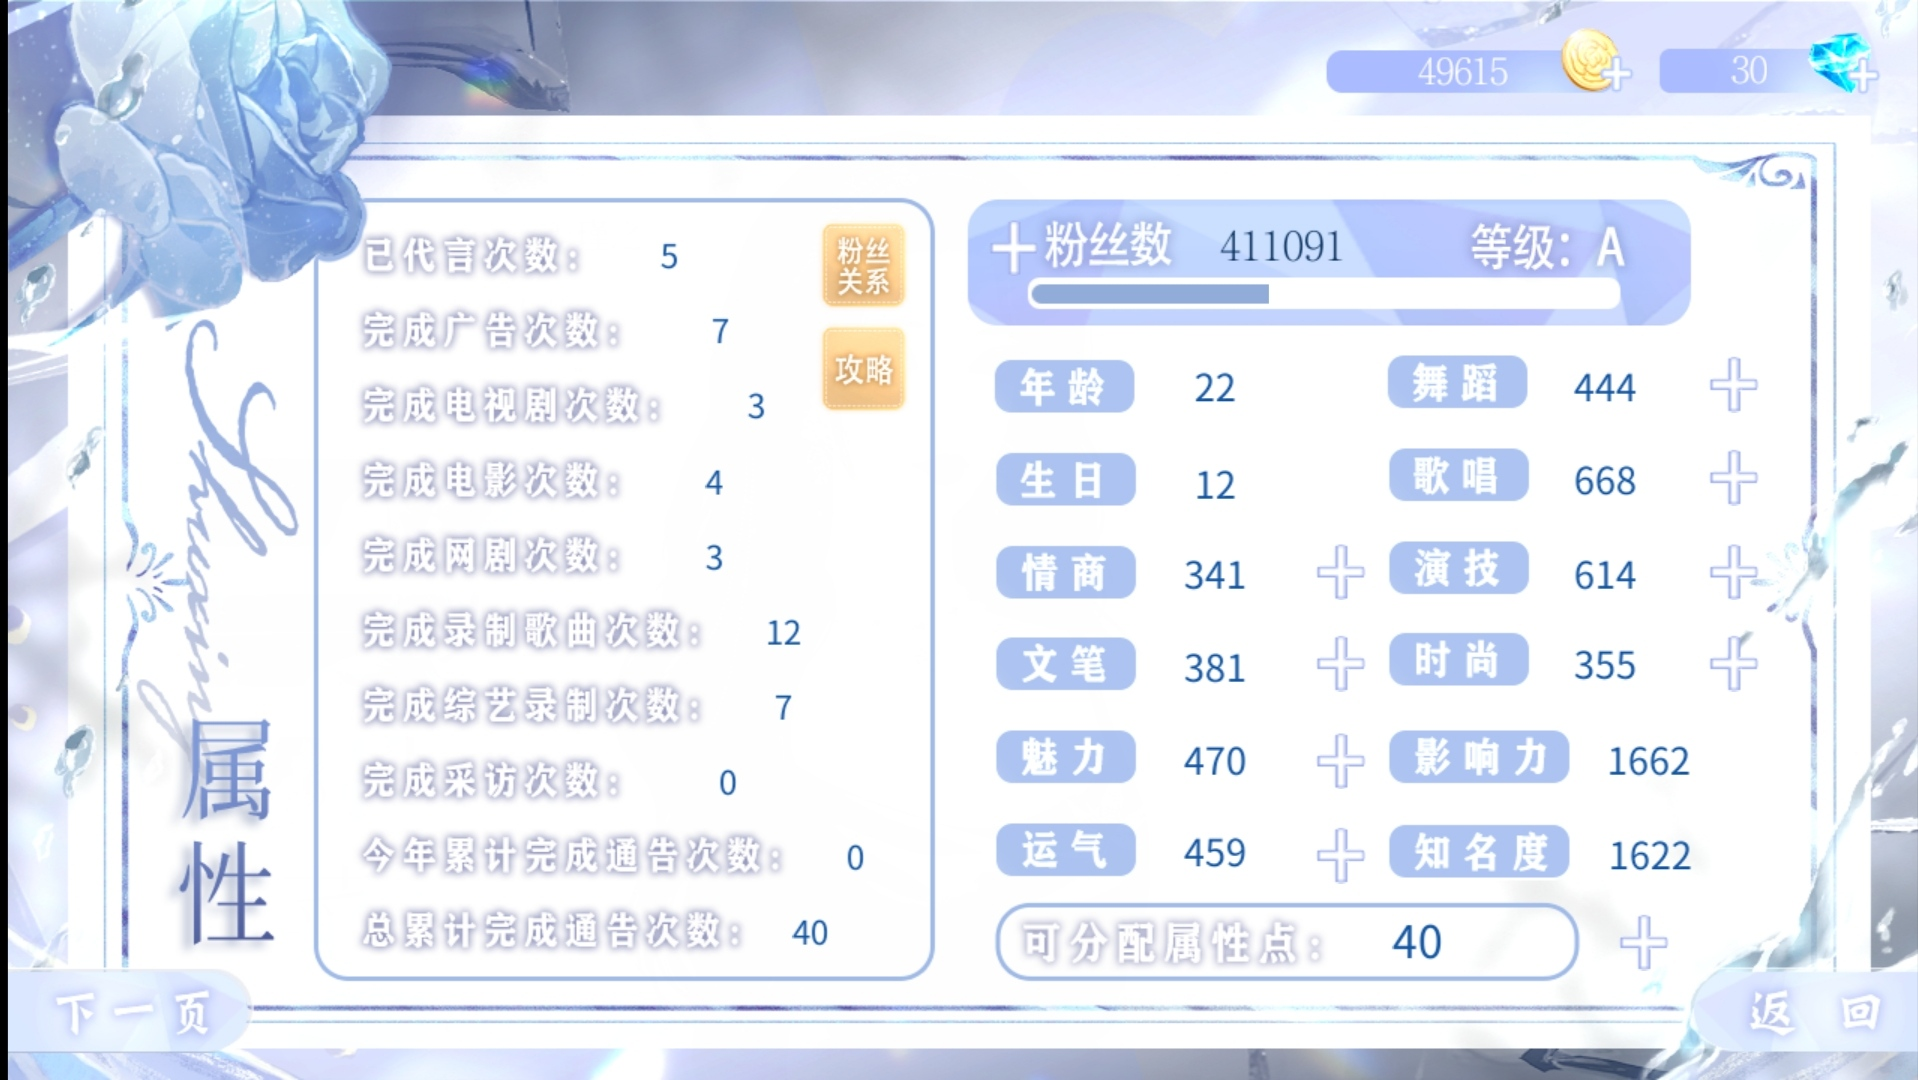 49615
30
已代言次数： 5
完成广告次数： 7
完成电视剧次数： 3
完成电影次数： 4
完成网剧次数： 3
完成录制歌曲次数： 12
完成综艺录制次数： 7
完成采访次数： 0
今年累计完成通告次数： 0
总累计完成通告次数： 40
粉丝
关系
攻略
Shuxing
属性
粉丝数 411091 等级：A
年龄 22 舞蹈 444
生日 12 歌唱 668
情商 341 演技 614
文笔 381 时尚 355
魅力 470 影响力 1662
运气 459 知名度 1622
可分配属性点： 40
下一页
返回